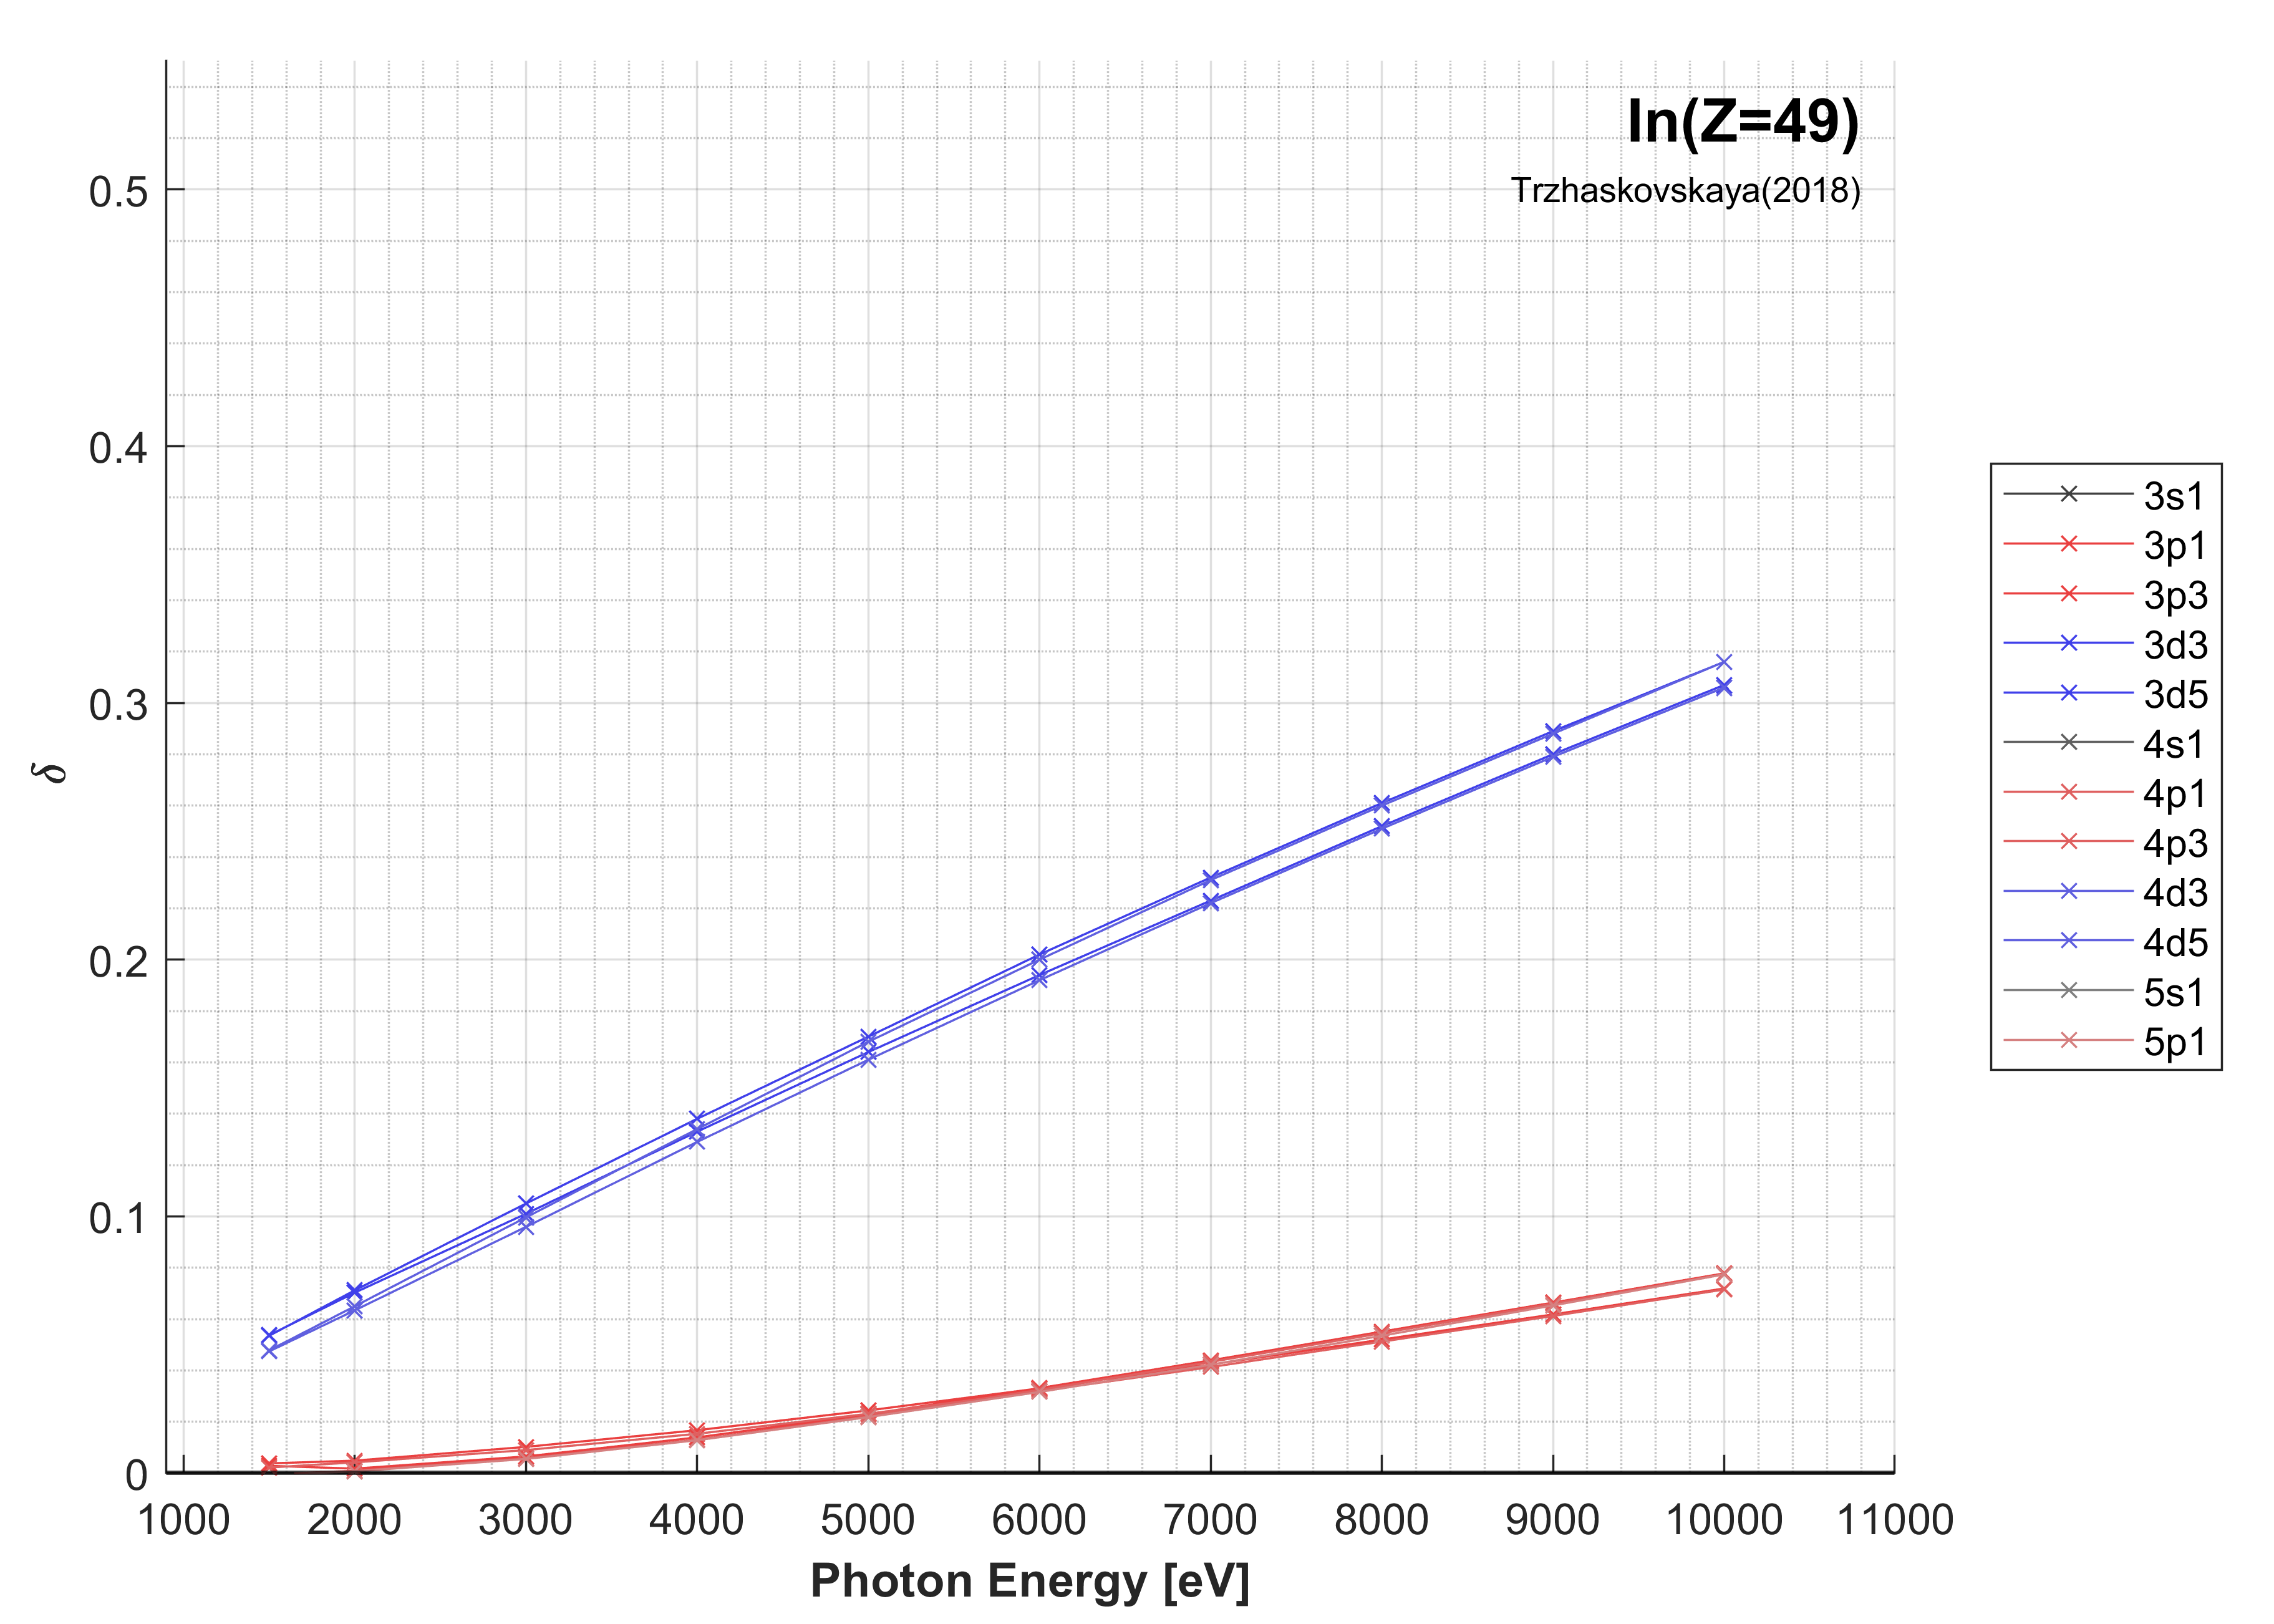 In(Z=49)
Trzhaskovskaya(2018)
δ
0.5
0.4
0.3
0.2
0.1
0
1000 2000 3000 4000 5000 6000 7000 8000 9000 10000 11000
Photon Energy [eV]
3s1
3p1
3p3
3d3
3d5
4s1
4p1
4p3
4d3
4d5
5s1
5p1